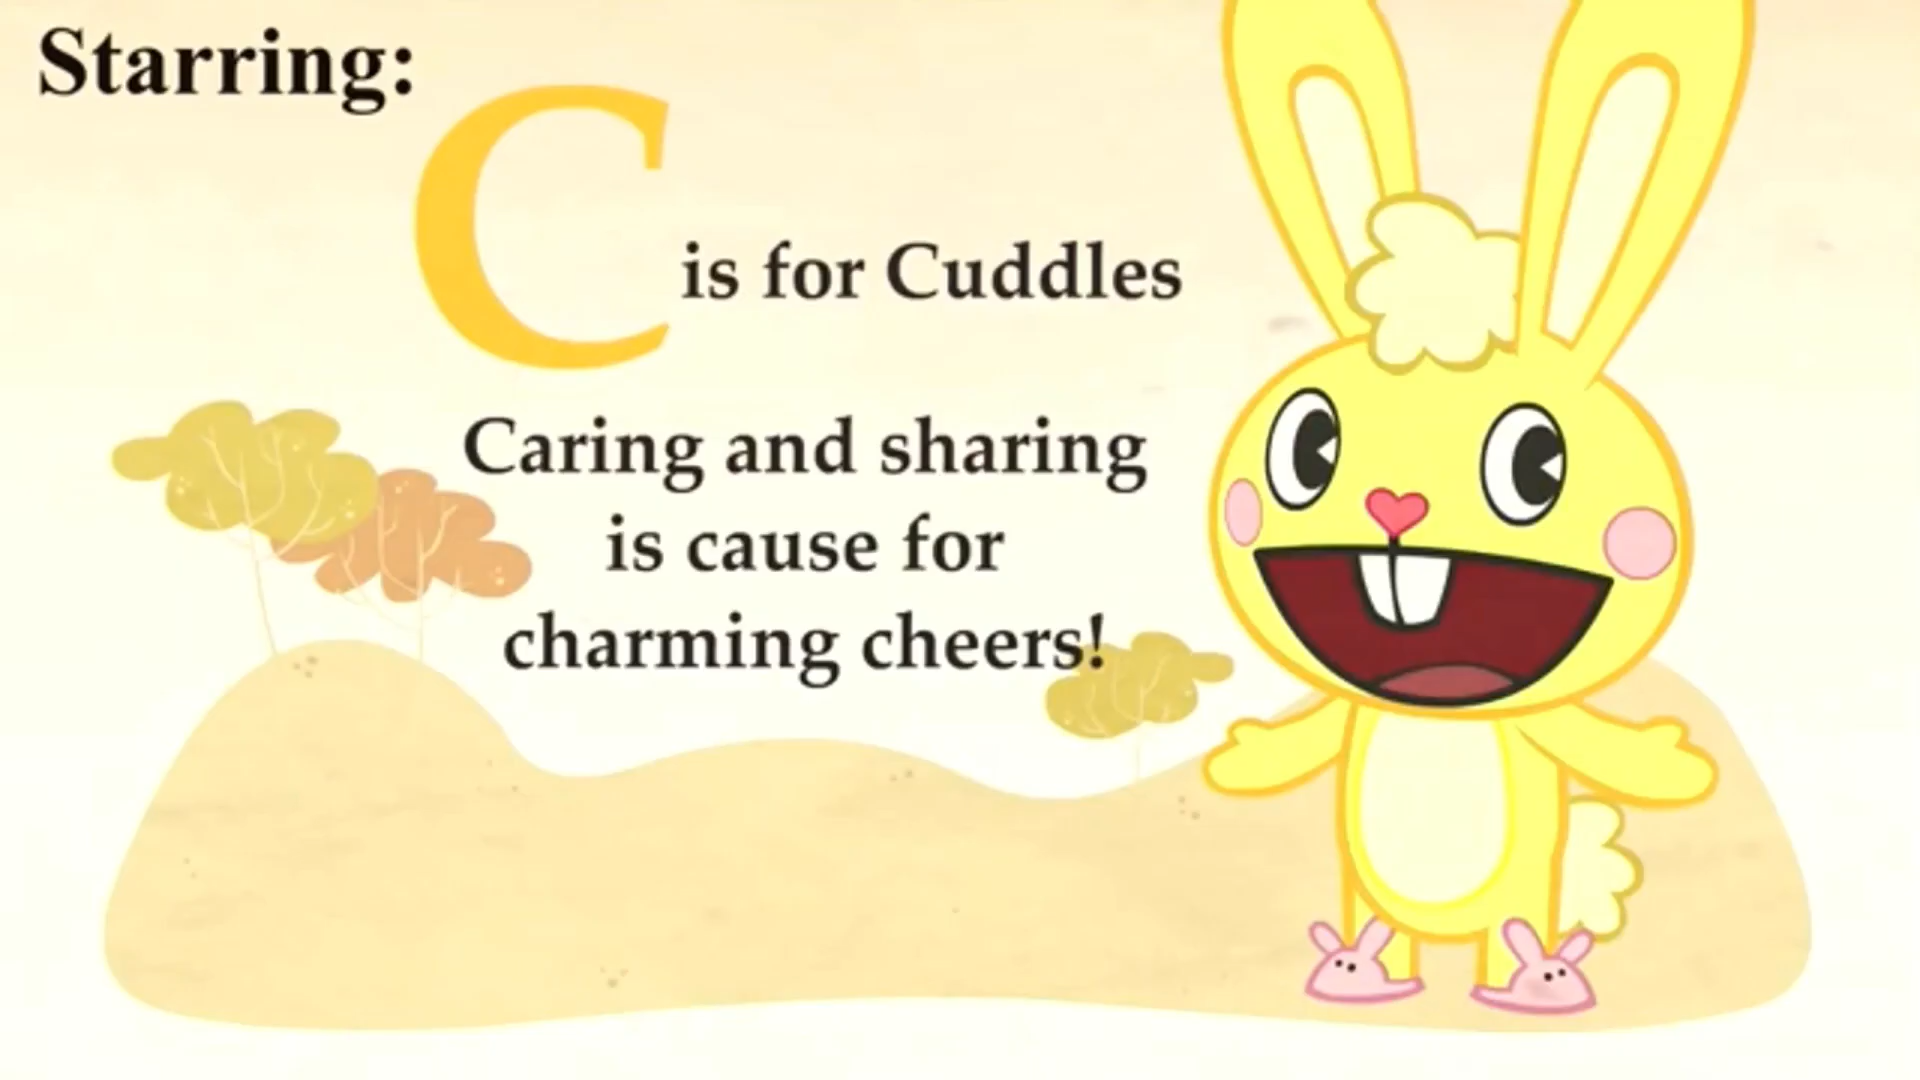 Starring:
C is for Cuddles
Caring and sharing
is cause for
charming cheers!